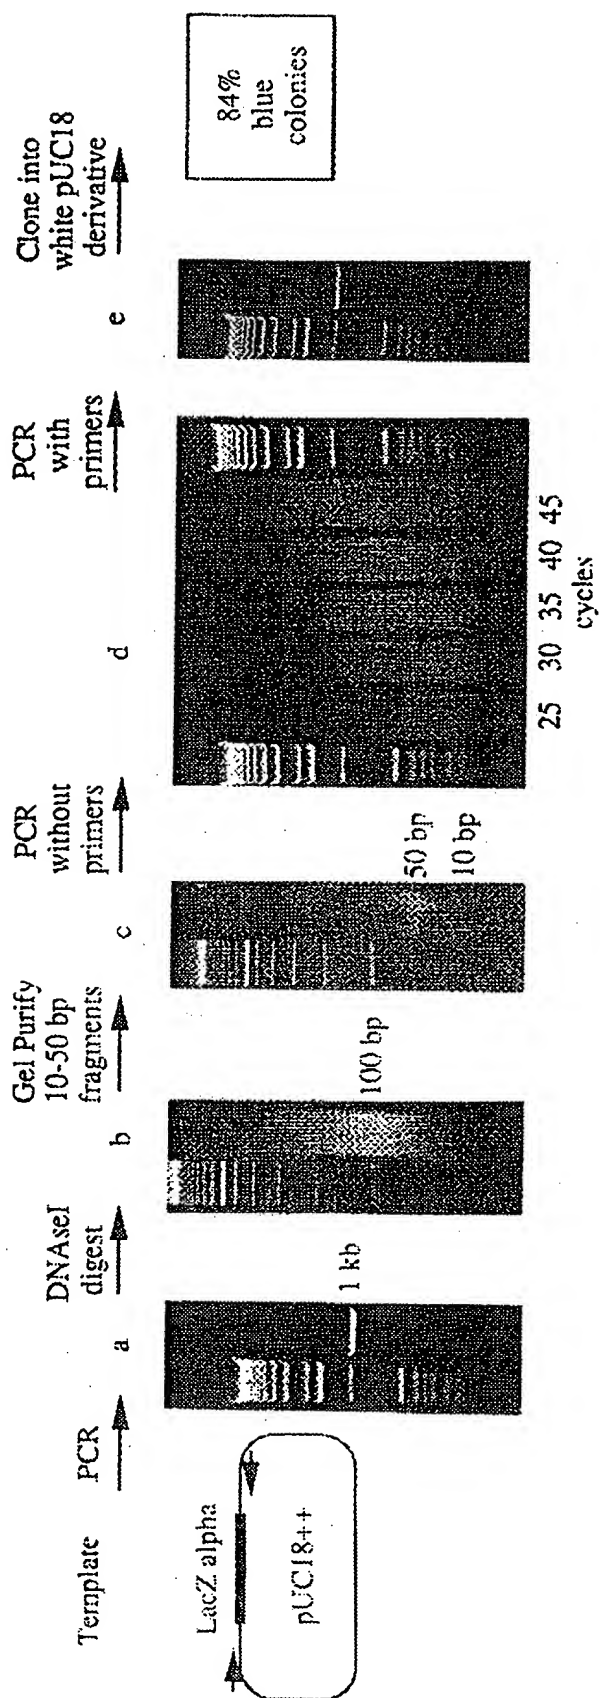 Template
PCR
LacZ alpha
pUC18++
a
1 kb
DNAseI
digest
b
100 bp
Gel Purify
10-50 bp
fragments
c
50 bp
10 bp
PCR
without
primers
d
25 30 35 40 45
cycles
PCR
with
primers
e
Clone into
white pUC18
derivative
84%
blue
colonies